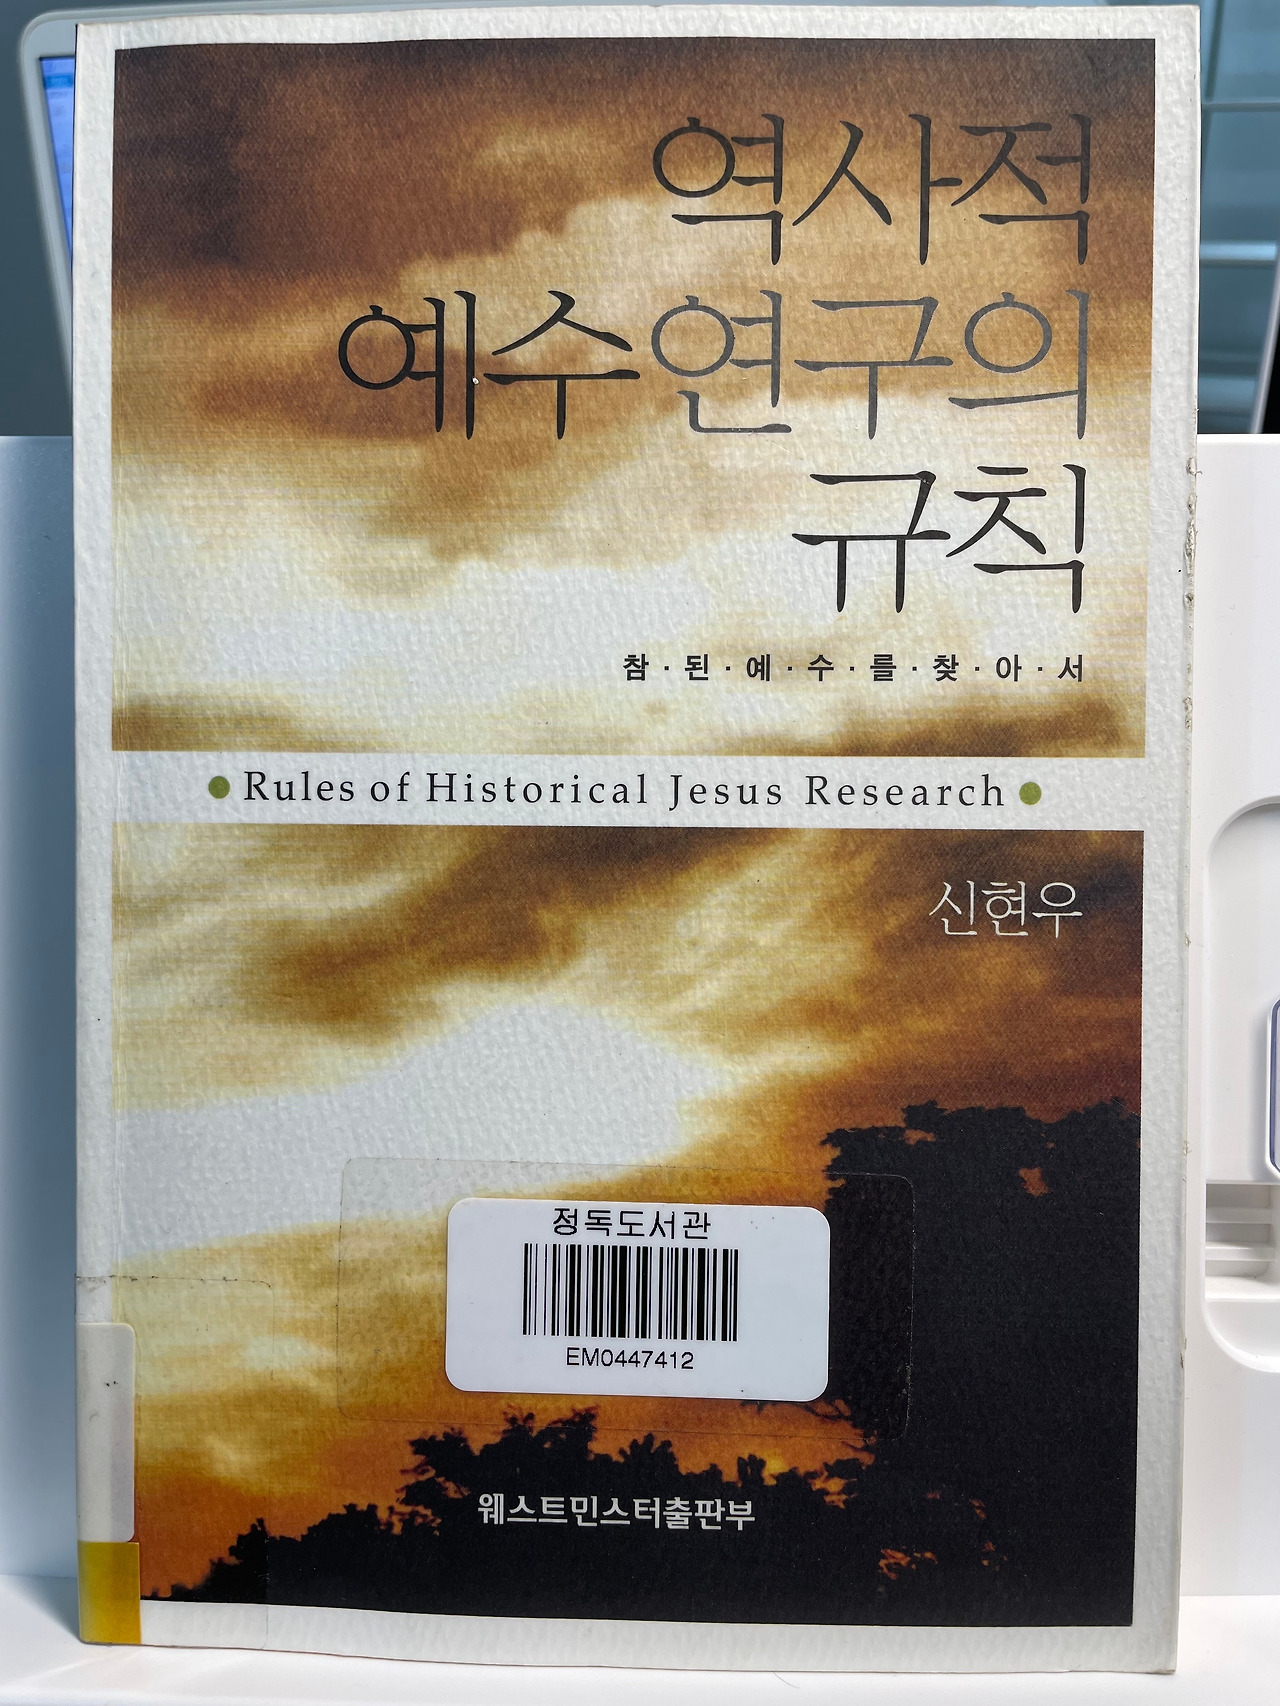 역사적
예수연구의
규칙
참·된·예·수·를·찾·아·서
●Rules of Historical Jesus Research●
신현우
정독도서관
EM0447412
웨스트민스터출판부